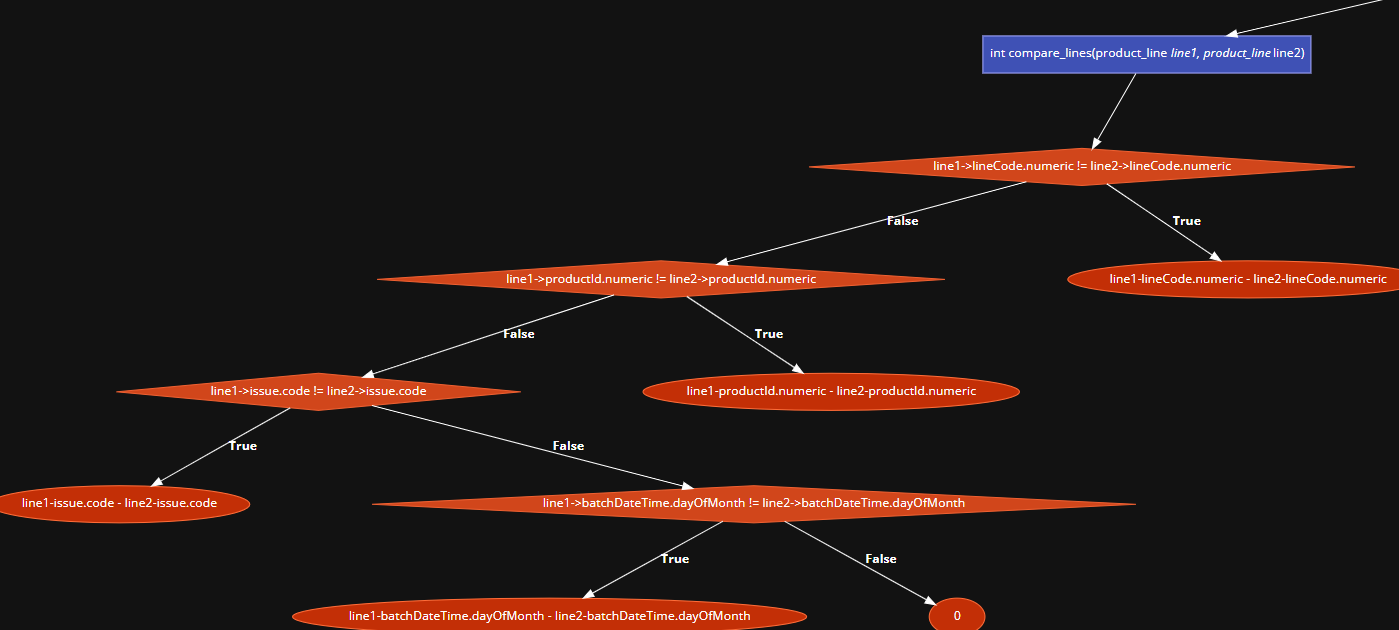 int compare_lines(product_line line1, product_line line2)
line1->lineCode.numeric != line2->lineCode.numeric
False
True
line1->productId.numeric != line2->productId.numeric
line1-lineCode.numeric - line2-lineCode.numeric
False
True
line1->issue.code != line2->issue.code
line1-productId.numeric - line2-productId.numeric
True
False
line1-issue.code - line2-issue.code
line1->batchDateTime.dayOfMonth != line2->batchDateTime.dayOfMonth
True
False
line1-batchDateTime.dayOfMonth - line2-batchDateTime.dayOfMonth
0